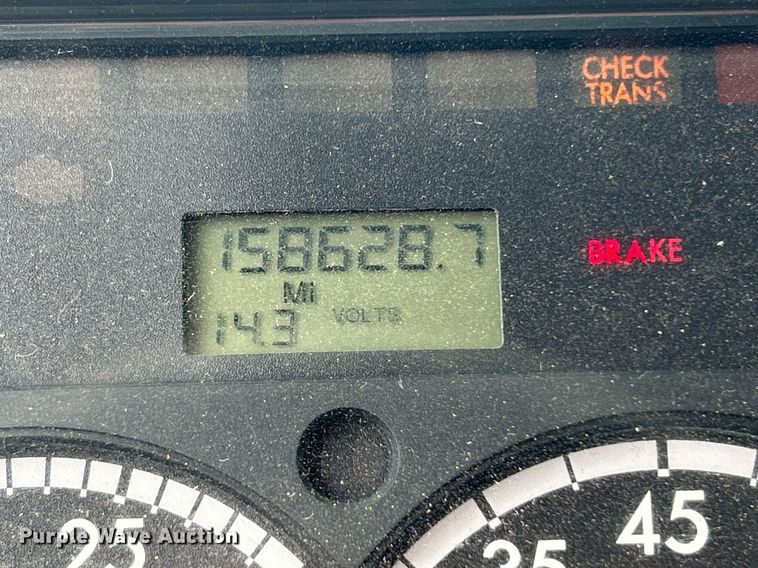 CHECK
TRANS
158628.7
BRAKE
Mi
14.3 VOLTS
25
35
45
Purple Wave Auction